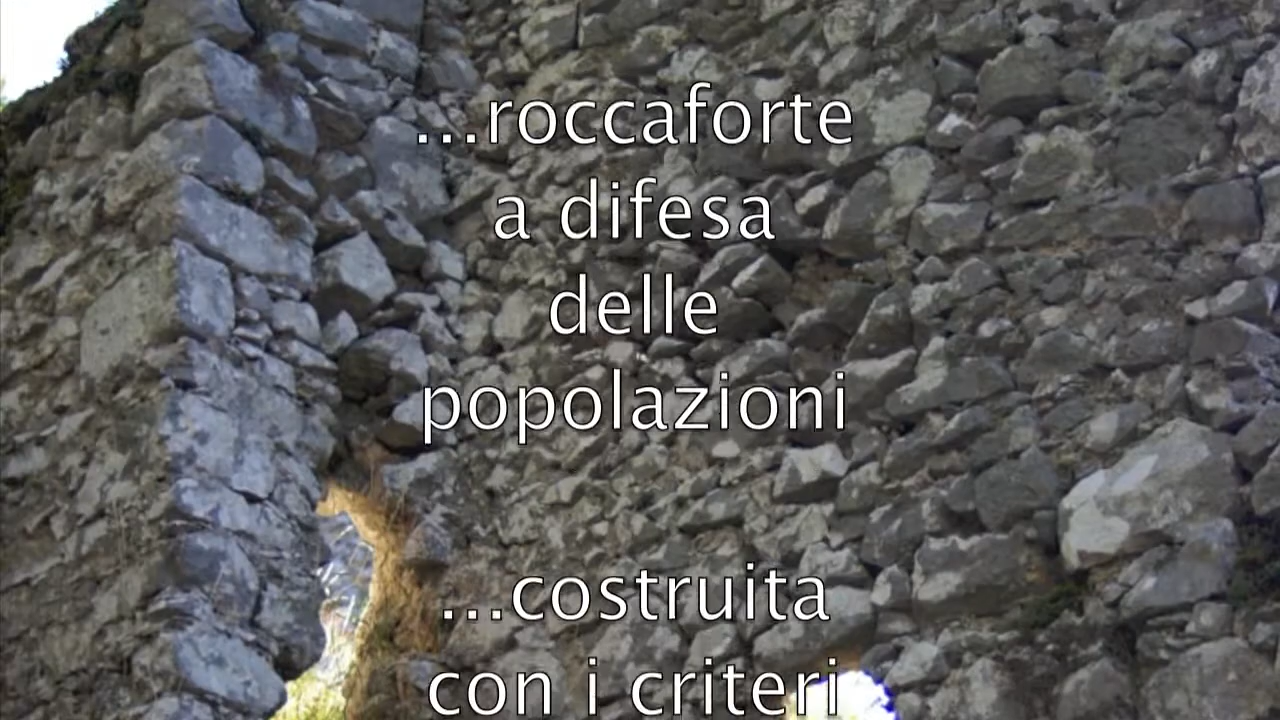 ...roccaforte
a difesa
delle
popolazioni
...costruita
con i criteri